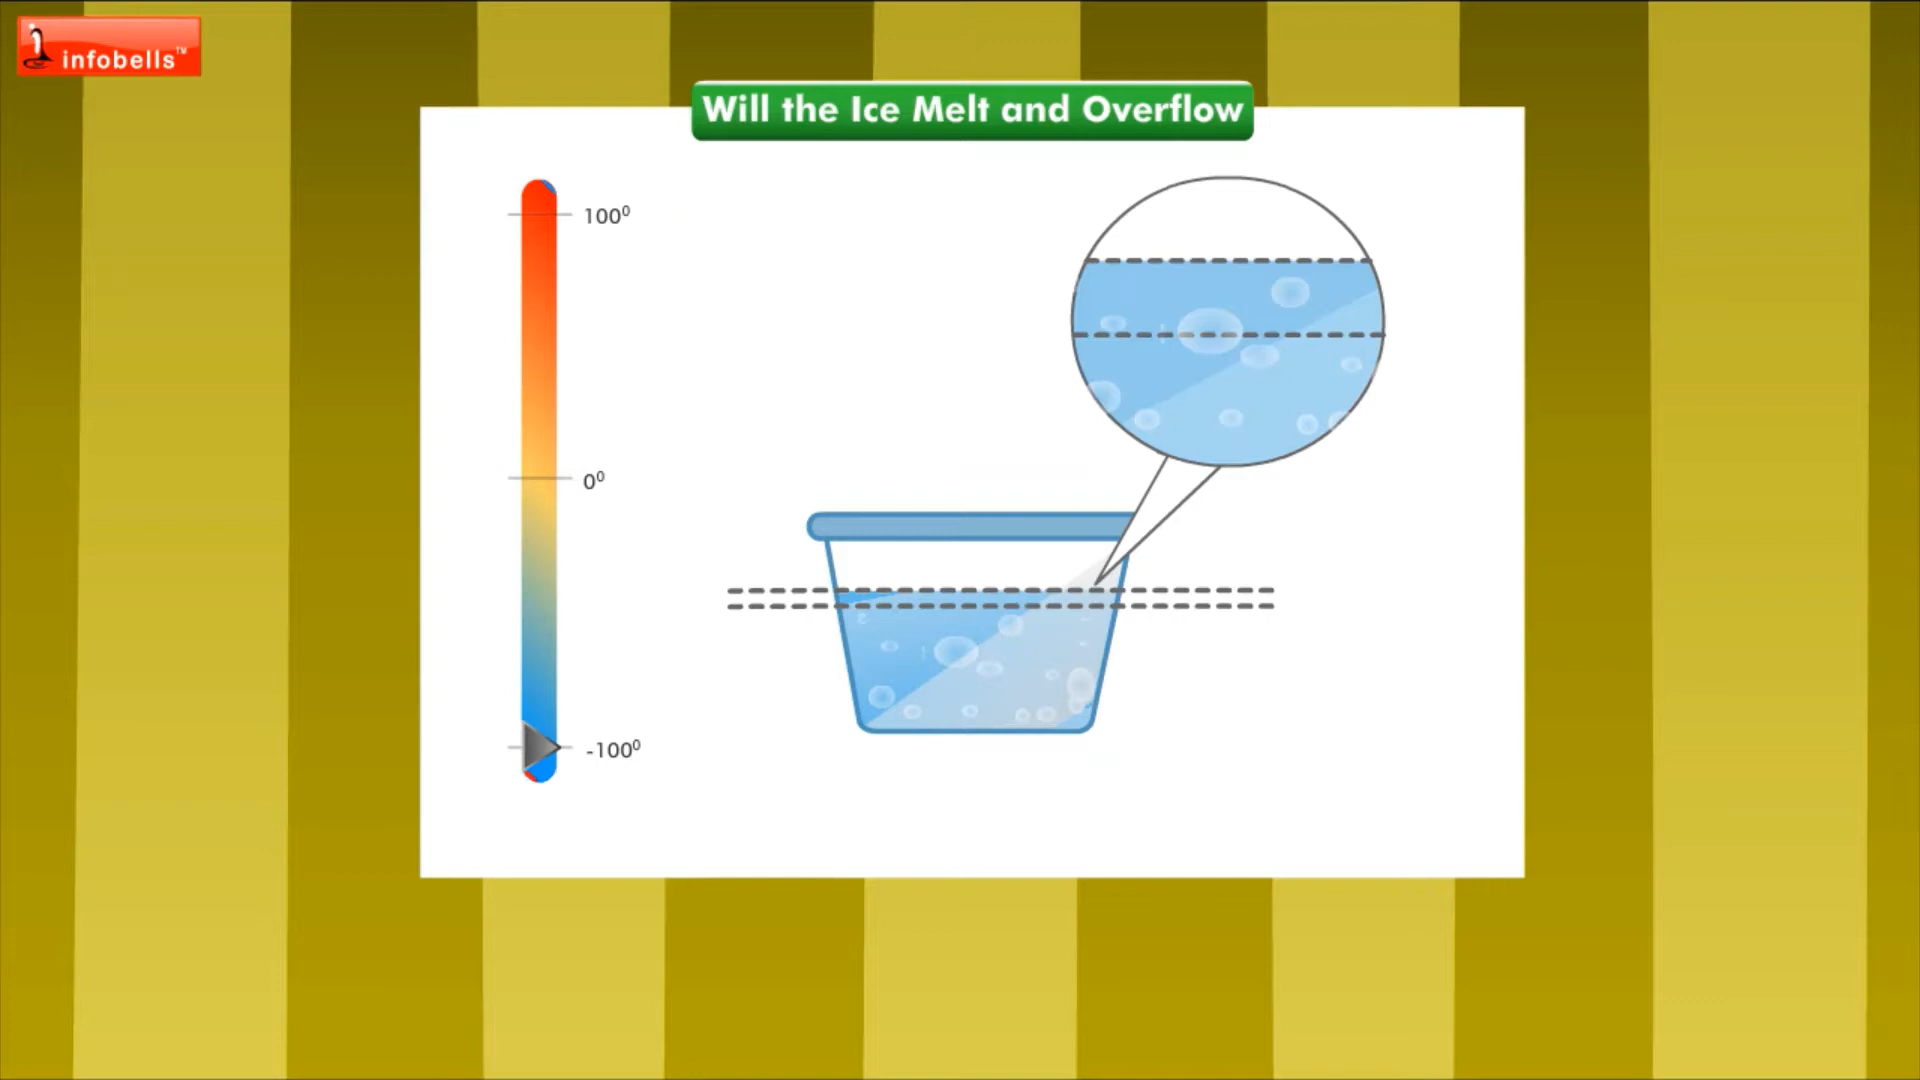 infobells™
Will the Ice Melt and Overflow
100⁰
0⁰
-100⁰